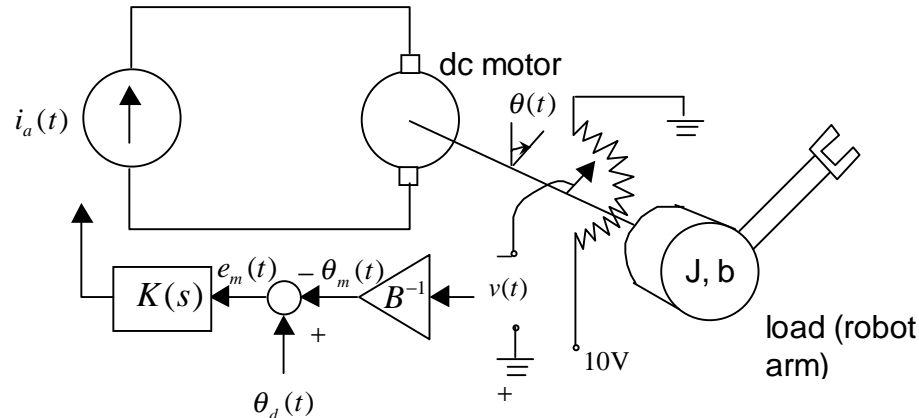 dc motor
θ(t)
i_a(t)
e_m(t)
− θ_m(t)
K(s)
B⁻¹
v(t)
J, b
+
load (robot
arm)
10V
+
θ_d(t)